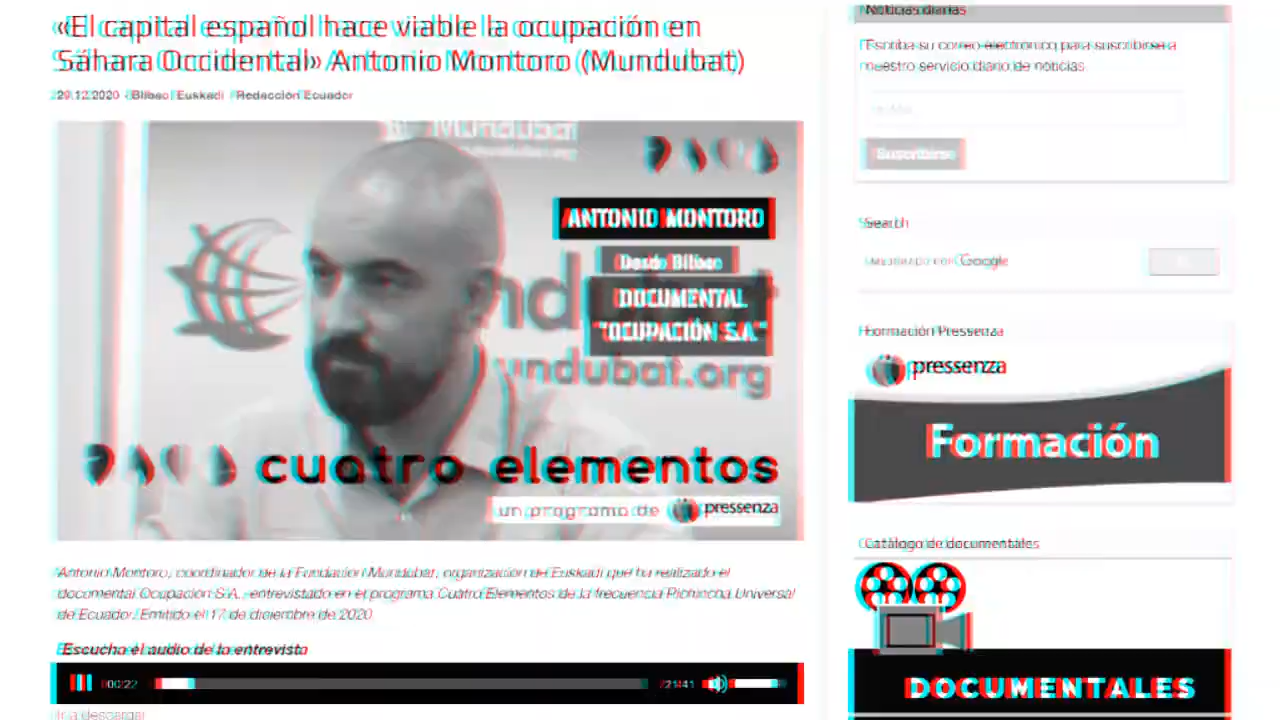 «El capital español hace viable la ocupación en
Sáhara Occidental» Antonio Montoro (Mundubat)
29.12.2020 Bilbao, Euskadi Redacción Ecuador
Mundubat
ANTONIO MONTORO
Desde Bilbao
DOCUMENTAL
"OCUPACIÓN S.A."
undubat.org
cuatro elementos
un programa de pressenza
Antonio Montoro, coordinador de la Fundación Mundubat, organización de Euskadi que ha realizado el
documental Ocupación S.A., entrevistado en el programa Cuatro Elementos de la frecuencia Pichincha Universal
de Ecuador. Emitido el 17 de diciembre de 2020
Escucha el audio de la entrevista
00:22 21:41
Ir a descargar
Noticias diarias
Escriba su correo electrónico para suscribirse a
nuestro servicio diario de noticias.
Suscribirse
Search
Google
Formación Pressenza
pressenza
Formación
Catálogo de documentales
DOCUMENTALES